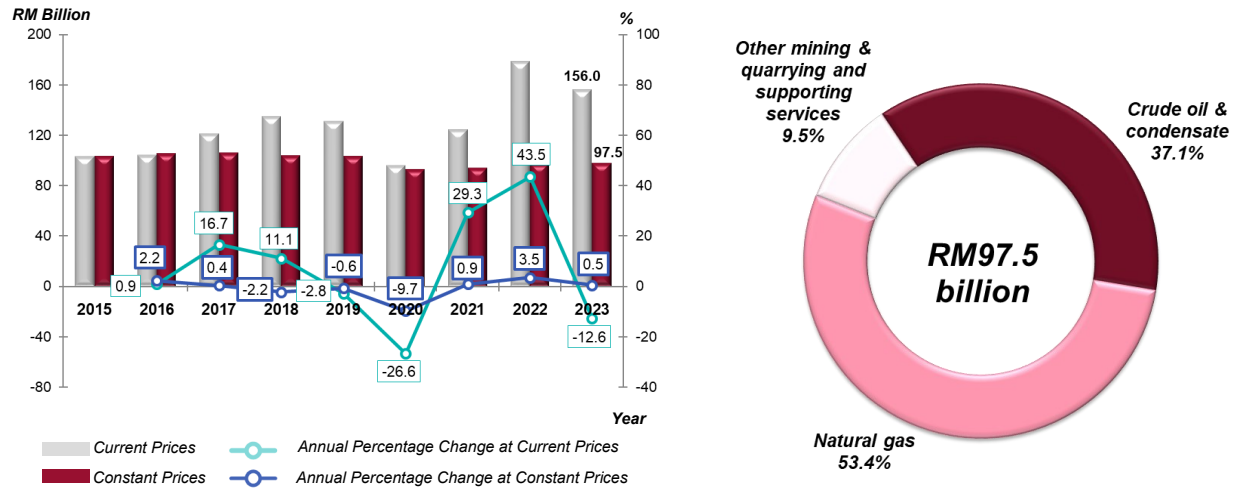 RM Billion
%
200
160
120
80
40
0
-40
-80
100
80
60
40
20
0
-20
-40
156.0
97.5
43.5
29.3
16.7
11.1
2.2
0.4
-0.6
0.9
3.5
0.5
0.9
-2.2
-2.8
-9.7
-26.6
-12.6
2015 2016 2017 2018 2019 2020 2021 2022 2023
Year
Current Prices
Annual Percentage Change at Current Prices
Constant Prices
Annual Percentage Change at Constant Prices
Other mining &
quarrying and
supporting
services
9.5%
Crude oil &
condensate
37.1%
RM97.5
billion
Natural gas
53.4%